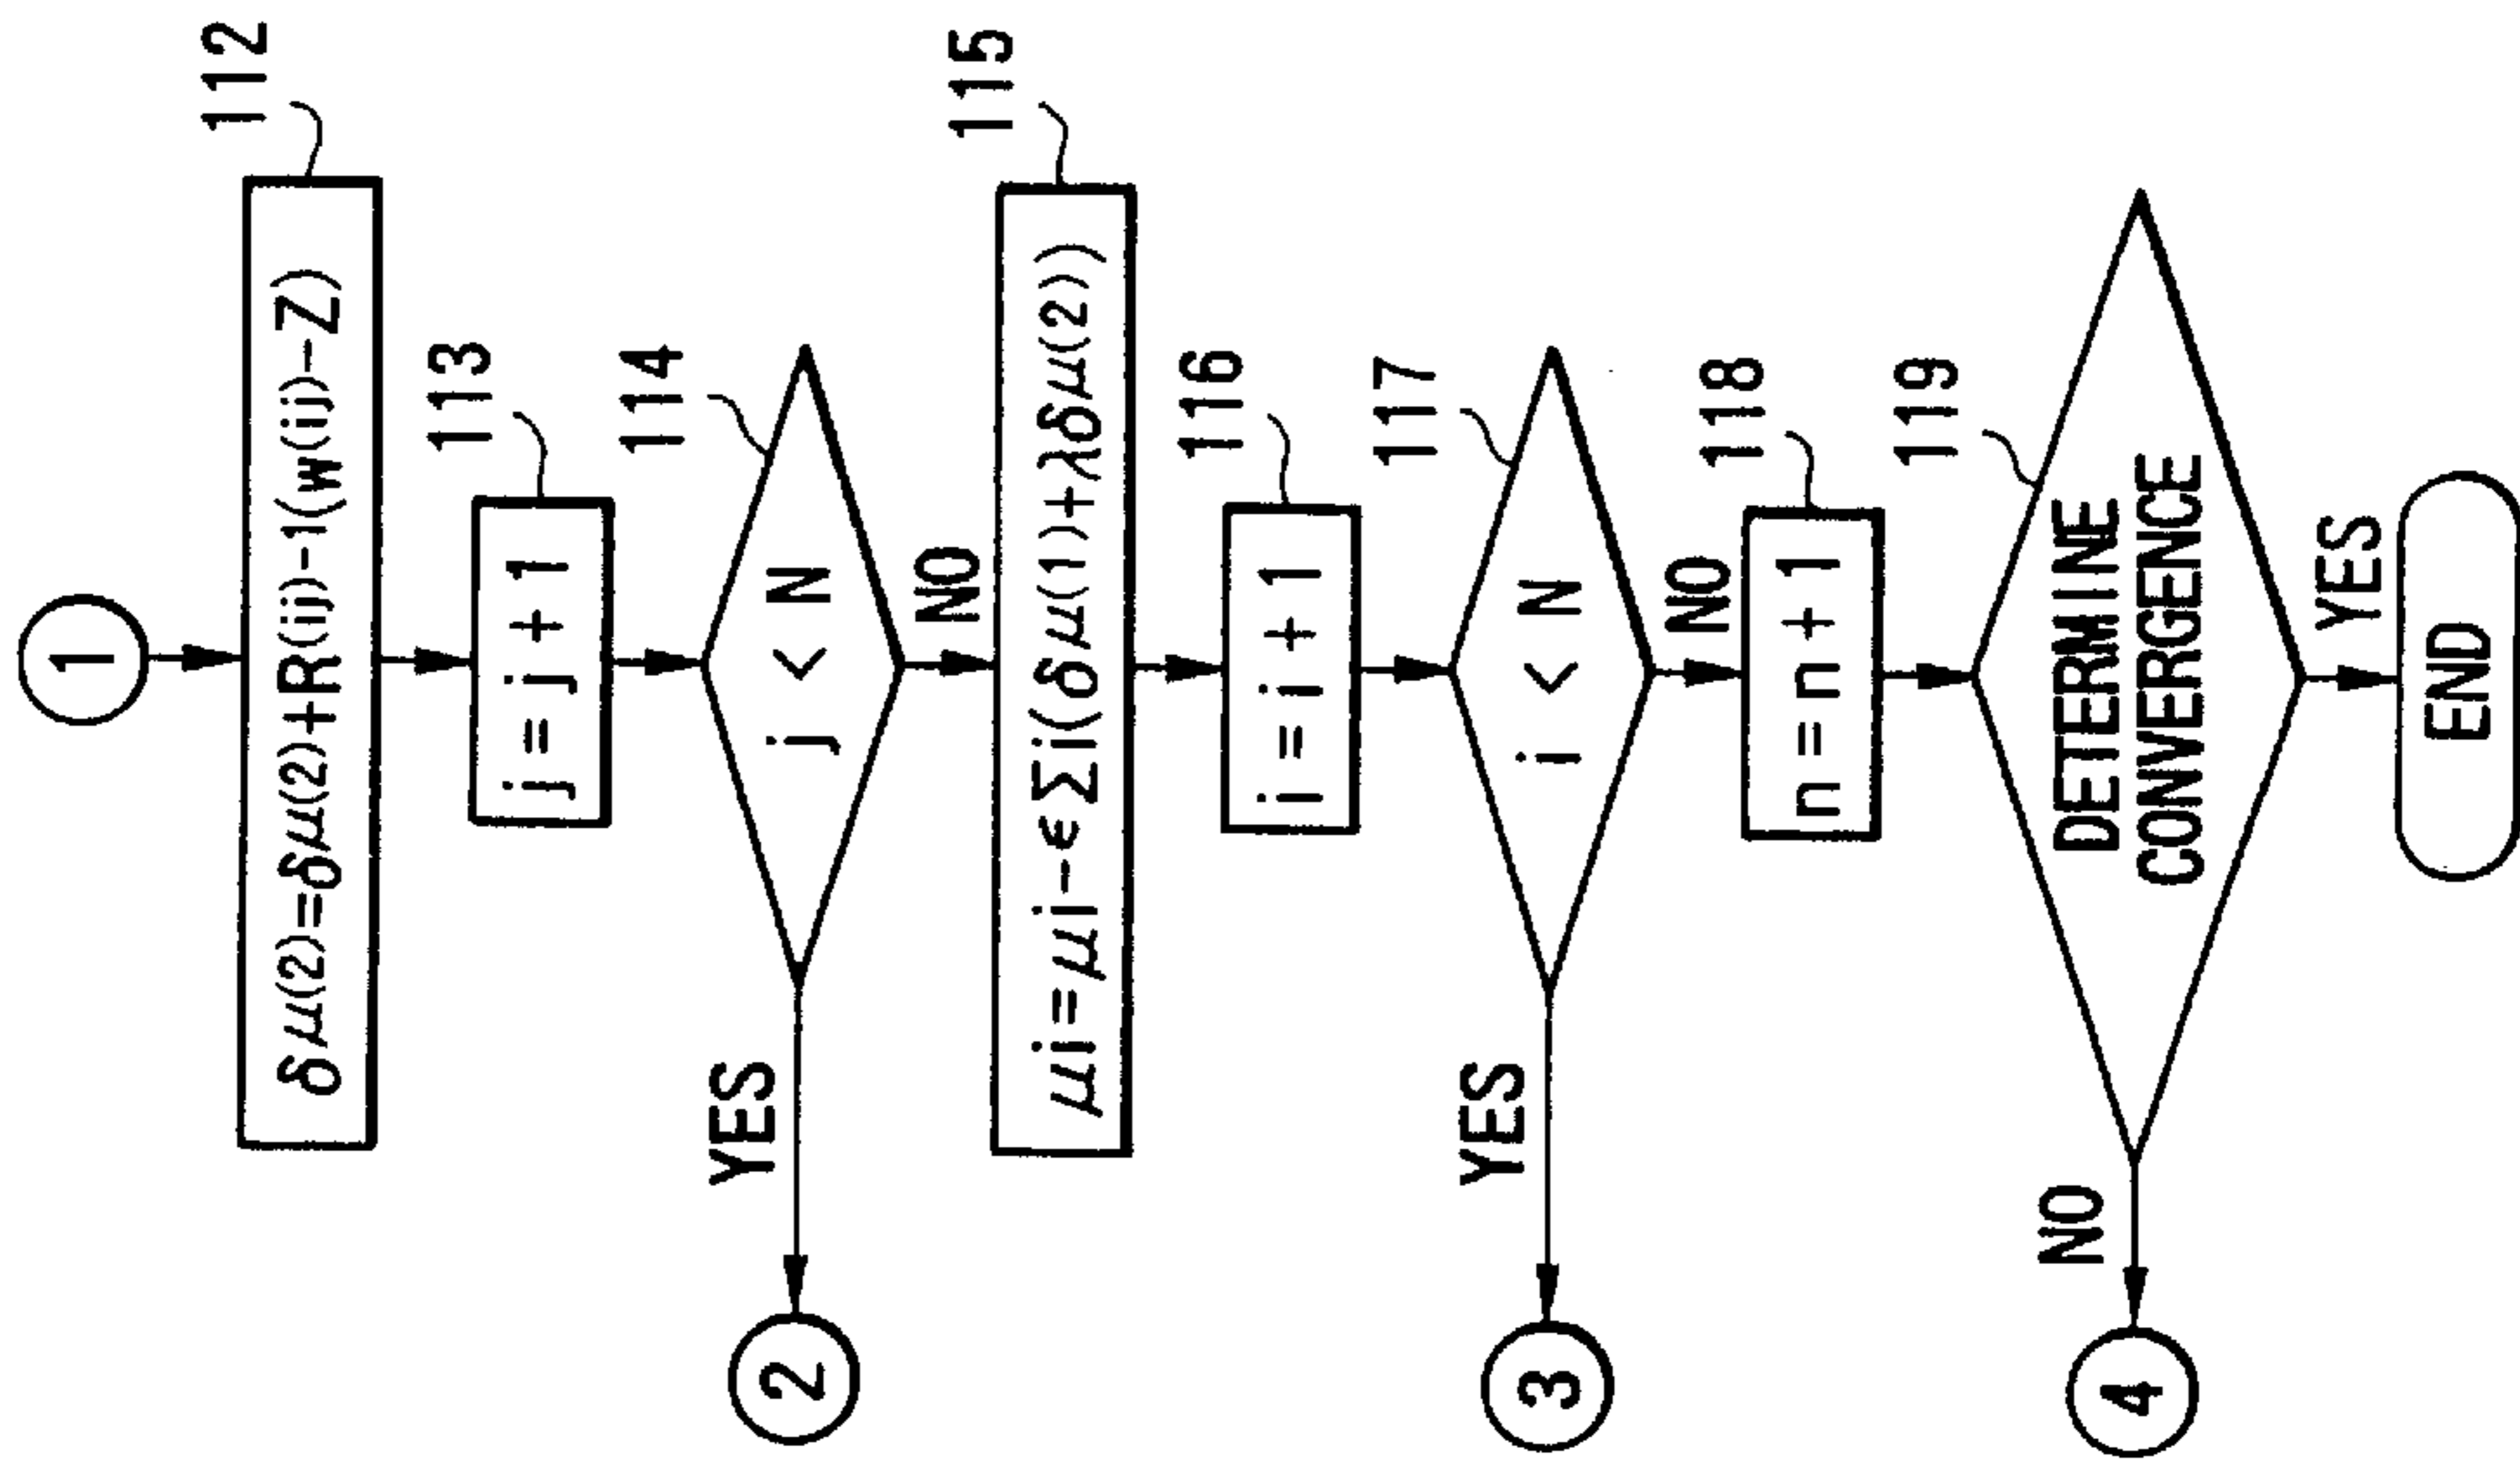 1
112
δμ(2)=δμ(2)+R(ij)-1(w(ij)-Z)
113
j=j+1
114
j < N
YES
2
NO
115
μi=μi-ϵΣi(δμ(1)+λδμ(2))
116
i=i+1
117
i < N
YES
3
NO
118
n=n+1
119
DETERMINE
CONVERGENCE
NO
4
YES
END